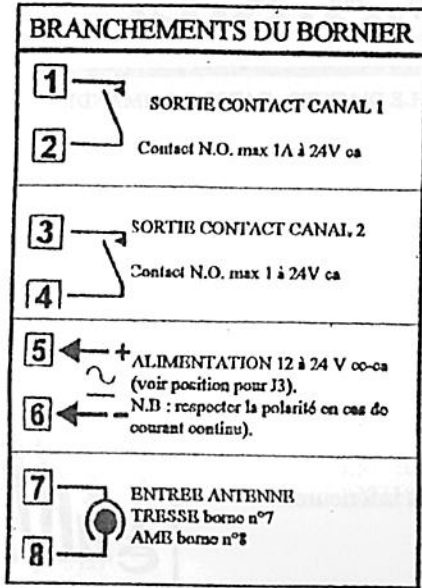 BRANCHEMENTS DU BORNIER
1
SORTIE CONTACT CANAL 1
2
Contact N.O. max 1A à 24V ca
3
SORTIE CONTACT CANAL 2
Contact N.O. max 1 à 24V ca
4
5 +
ALIMENTATION 12 à 24 V cc-ca
(voir position pour J3).
6 -
N.B : respecter la polarité en cas de
courant continu).
7
ENTREE ANTENNE
TRESSE borne n°7
8
AME borne n°8